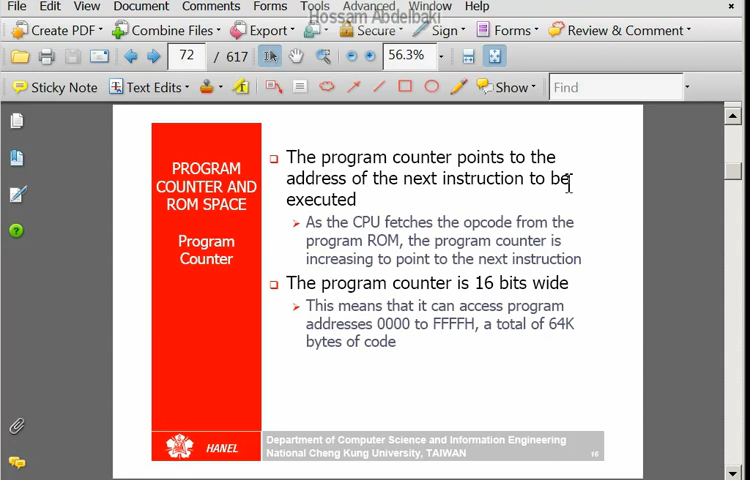 File Edit View Document Comments Forms Tools Advanced Window Help
Hossam Abdelbaki
Create PDF Combine Files Export Secure Sign Forms Review & Comment
72 / 617 56.3%
Sticky Note Text Edits Show Find
PROGRAM
COUNTER AND
ROM SPACE
Program
Counter
The program counter points to the
address of the next instruction to be
executed
As the CPU fetches the opcode from the
program ROM, the program counter is
increasing to point to the next instruction
The program counter is 16 bits wide
This means that it can access program
addresses 0000 to FFFFH, a total of 64K
bytes of code
HANEL
Department of Computer Science and Information Engineering
National Cheng Kung University, TAIWAN
16